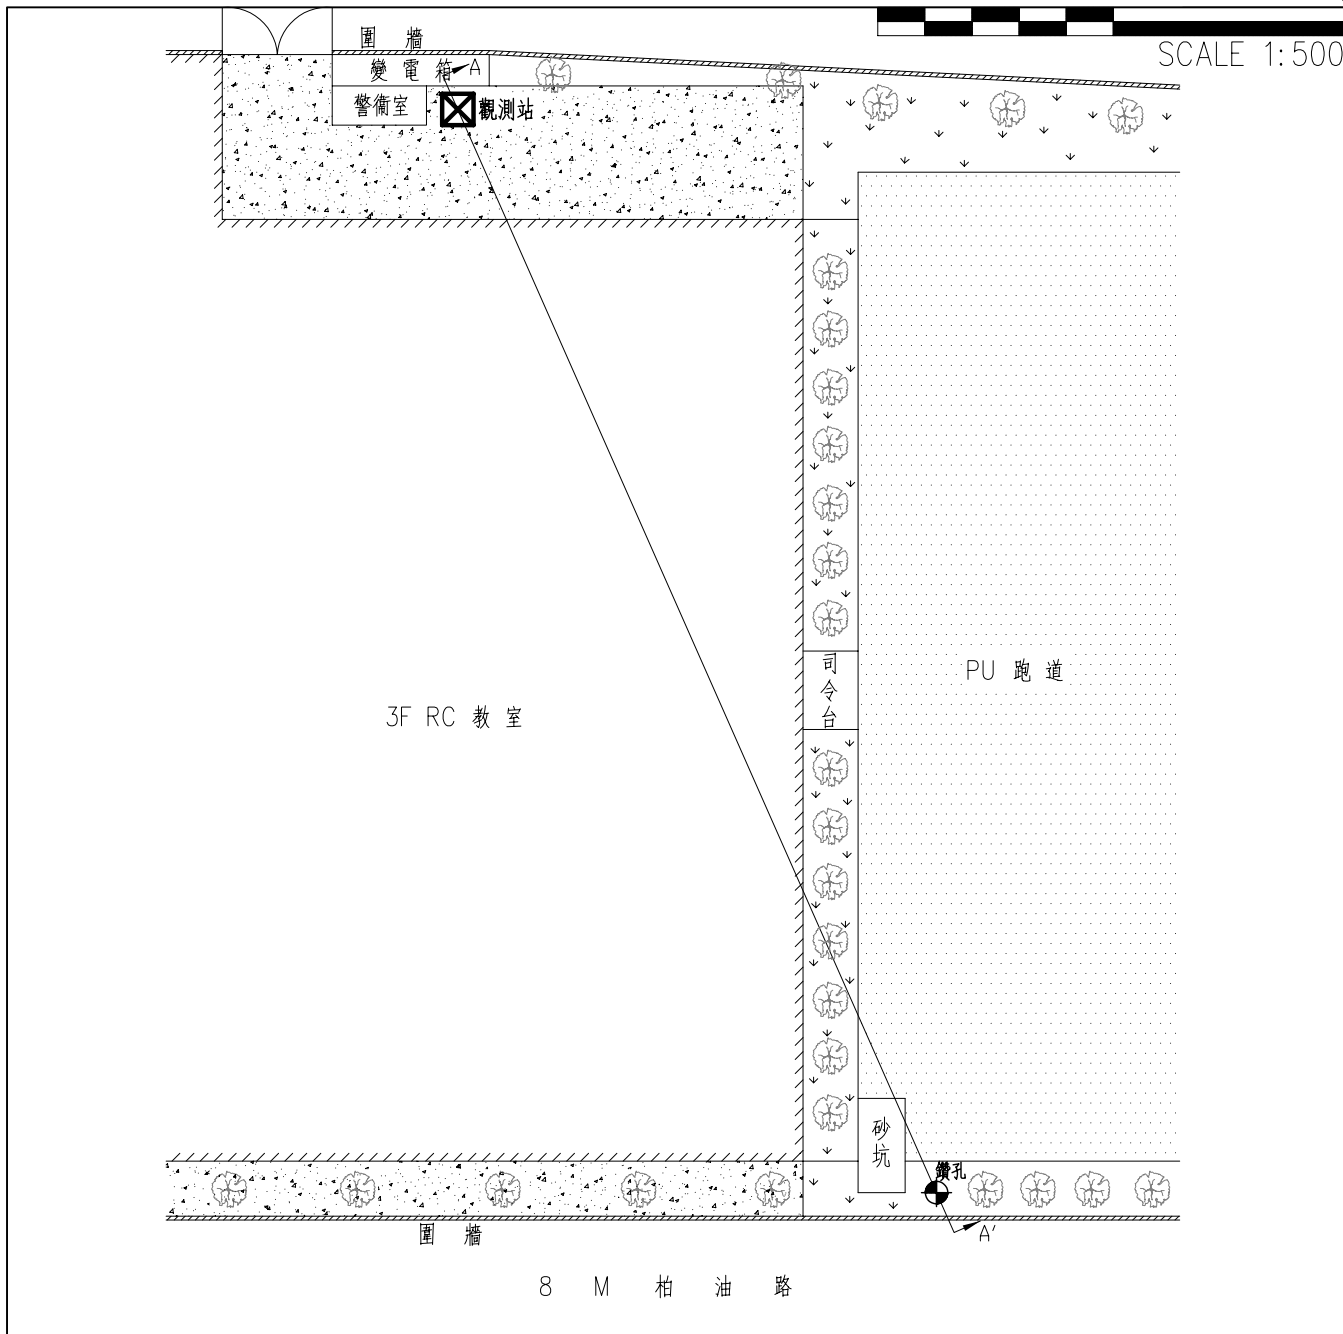 SCALE 1:500
圍 牆
變 電 箱
A
警衛室
觀測站
司令台
PU 跑 道
3F RC 教 室
砂坑
鑽孔
A'
圍 牆
8 M 柏 油 路